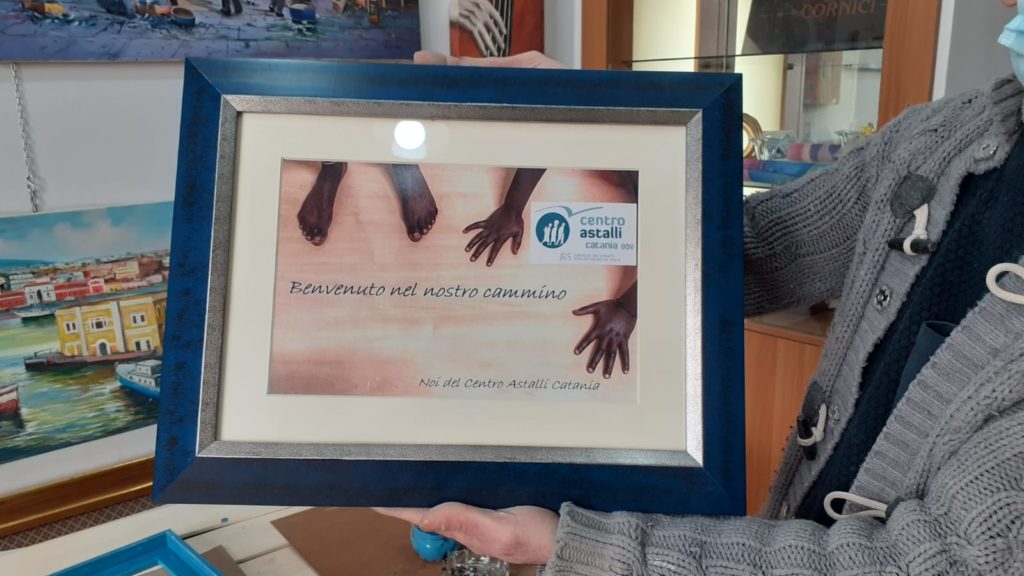 CORNICI
centro
astalli
catania ODV
JRS
Benvenuto nel nostro cammino
Noi del Centro Astalli Catania